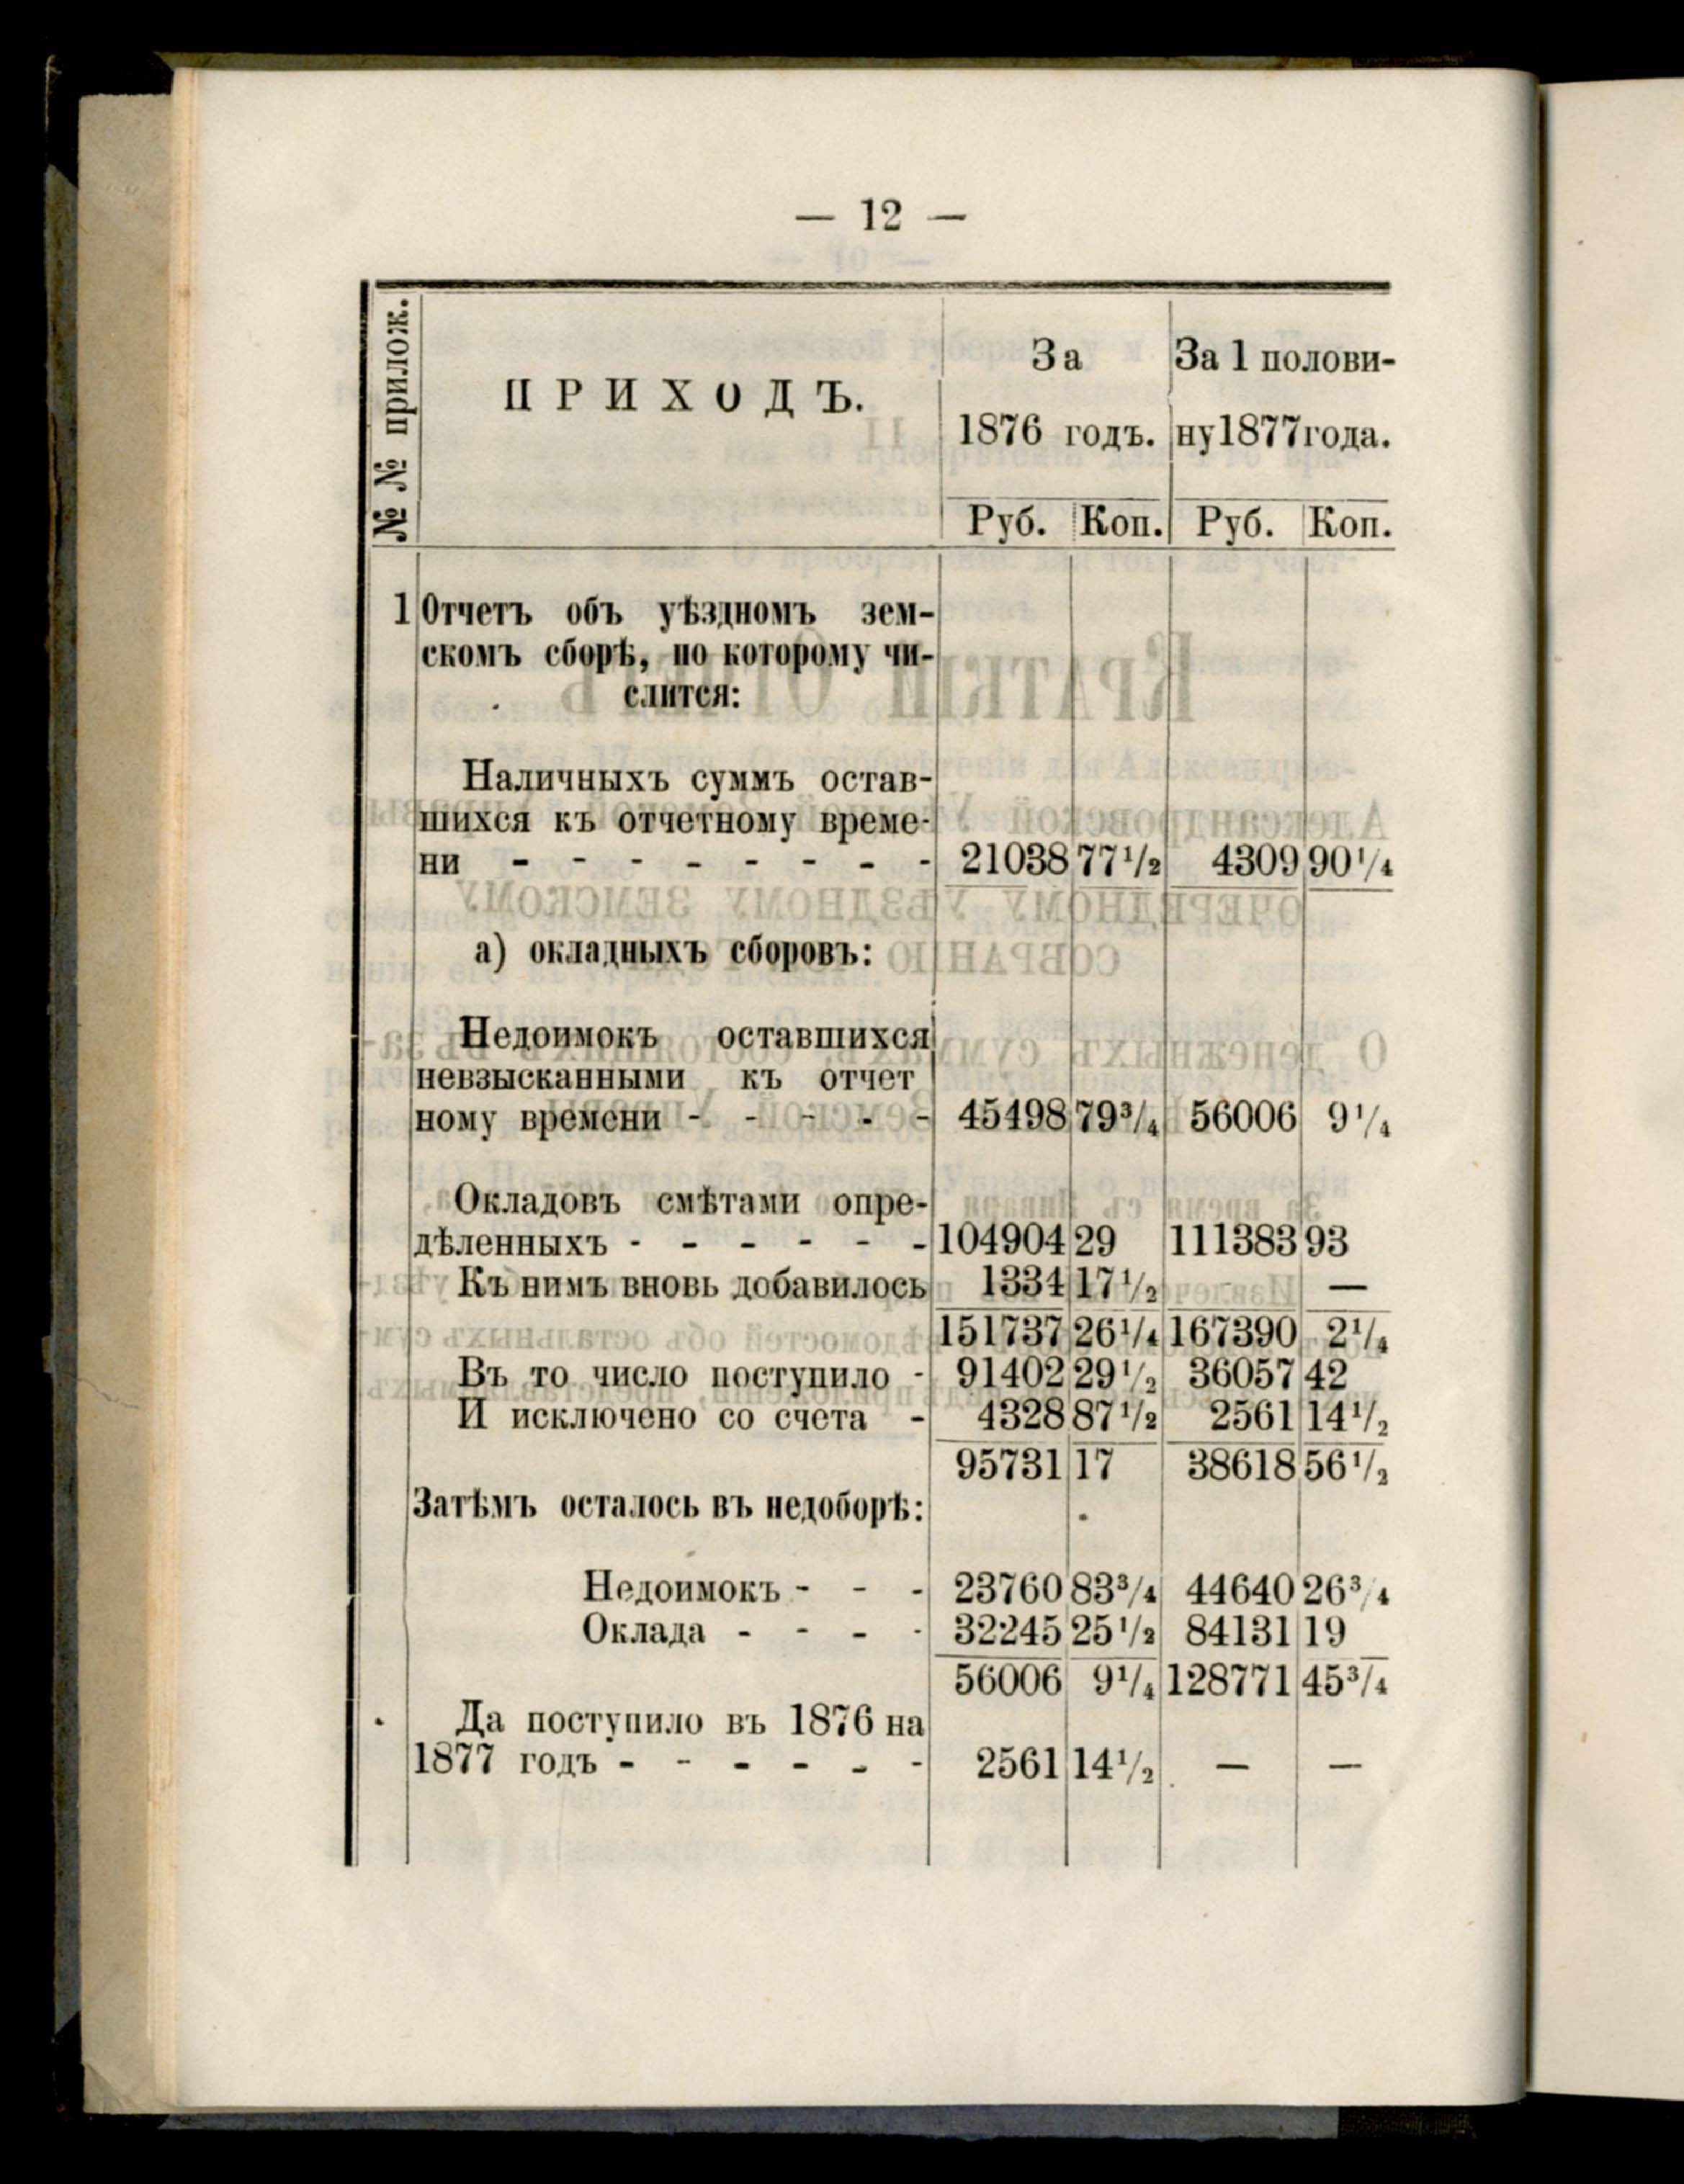 — 12 —
№ № прилож.
ПРИХОДЪ.
За За 1 полови-
1876 годъ. ну 1877 года.
Руб. Коп. Руб. Коп.
1 Отчетъ объ уѣздномъ зем-
скомъ сборѣ, по которому чи-
слится:
Наличныхъ суммъ остав-
шихся къ отчетному време-
ни - - - - - - - - 21038 77½ 4309 90¼
а) окладныхъ сборовъ:
Недоимокъ оставшихся
невзысканными къ отчет
ному времени - - - - - 45498 79¾ 56006 9¼
Окладовъ смѣтами опре-
дѣленныхъ - - - - - - 104904 29 111383 93
Къ нимъ вновь добавилось 1334 17½ - —
151737 26¼ 167390 2¼
Въ то число поступило - 91402 29½ 36057 42
И исключено со счета - 4328 87½ 2561 14½
95731 17 38618 56½
Затѣмъ осталось въ недоборѣ:
Недоимокъ - - - 23760 83¾ 44640 26¾
Оклада - - - - 32245 25½ 84131 19
56006 9¼ 128771 45¾
Да поступило въ 1876 на
1877 годъ - - - - - - 2561 14½ — —